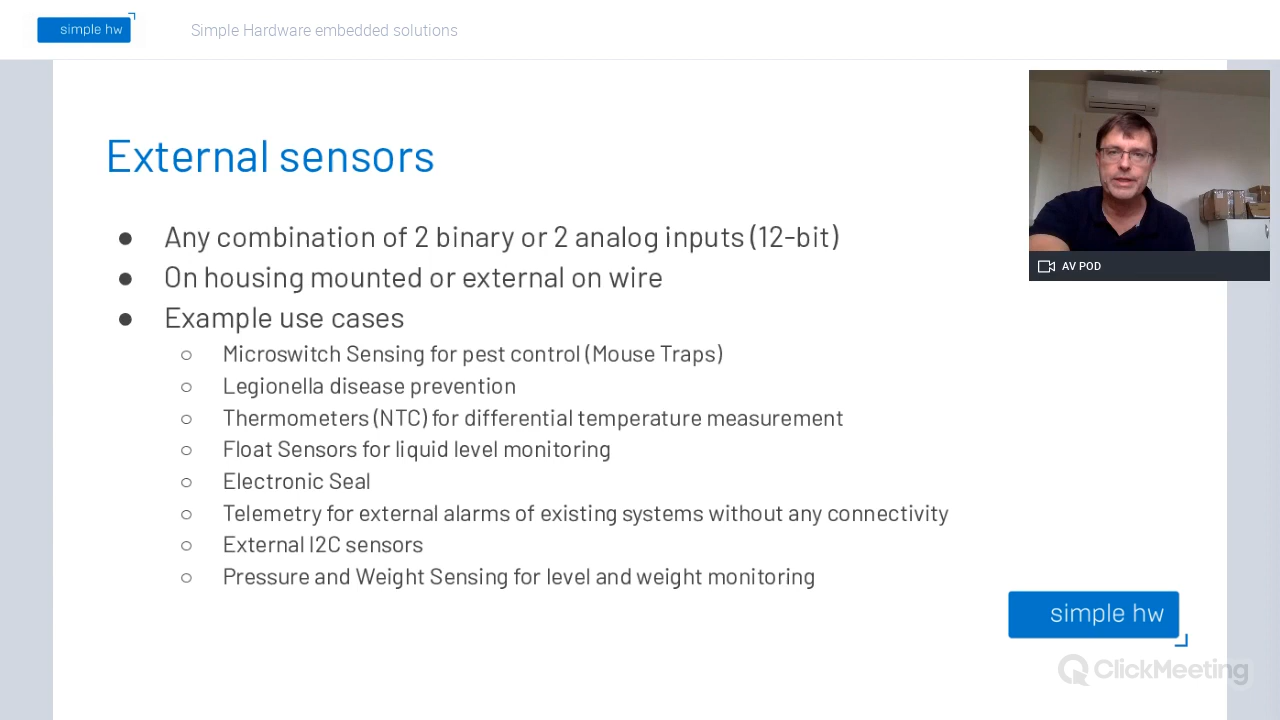 simple hw
Simple Hardware embedded solutions
External sensors
● Any combination of 2 binary or 2 analog inputs (12-bit)
● On housing mounted or external on wire
● Example use cases
○ Microswitch Sensing for pest control (Mouse Traps)
○ Legionella disease prevention
○ Thermometers (NTC) for differential temperature measurement
○ Float Sensors for liquid level monitoring
○ Electronic Seal
○ Telemetry for external alarms of existing systems without any connectivity
○ External I2C sensors
○ Pressure and Weight Sensing for level and weight monitoring
AV POD
simple hw
ClickMeeting